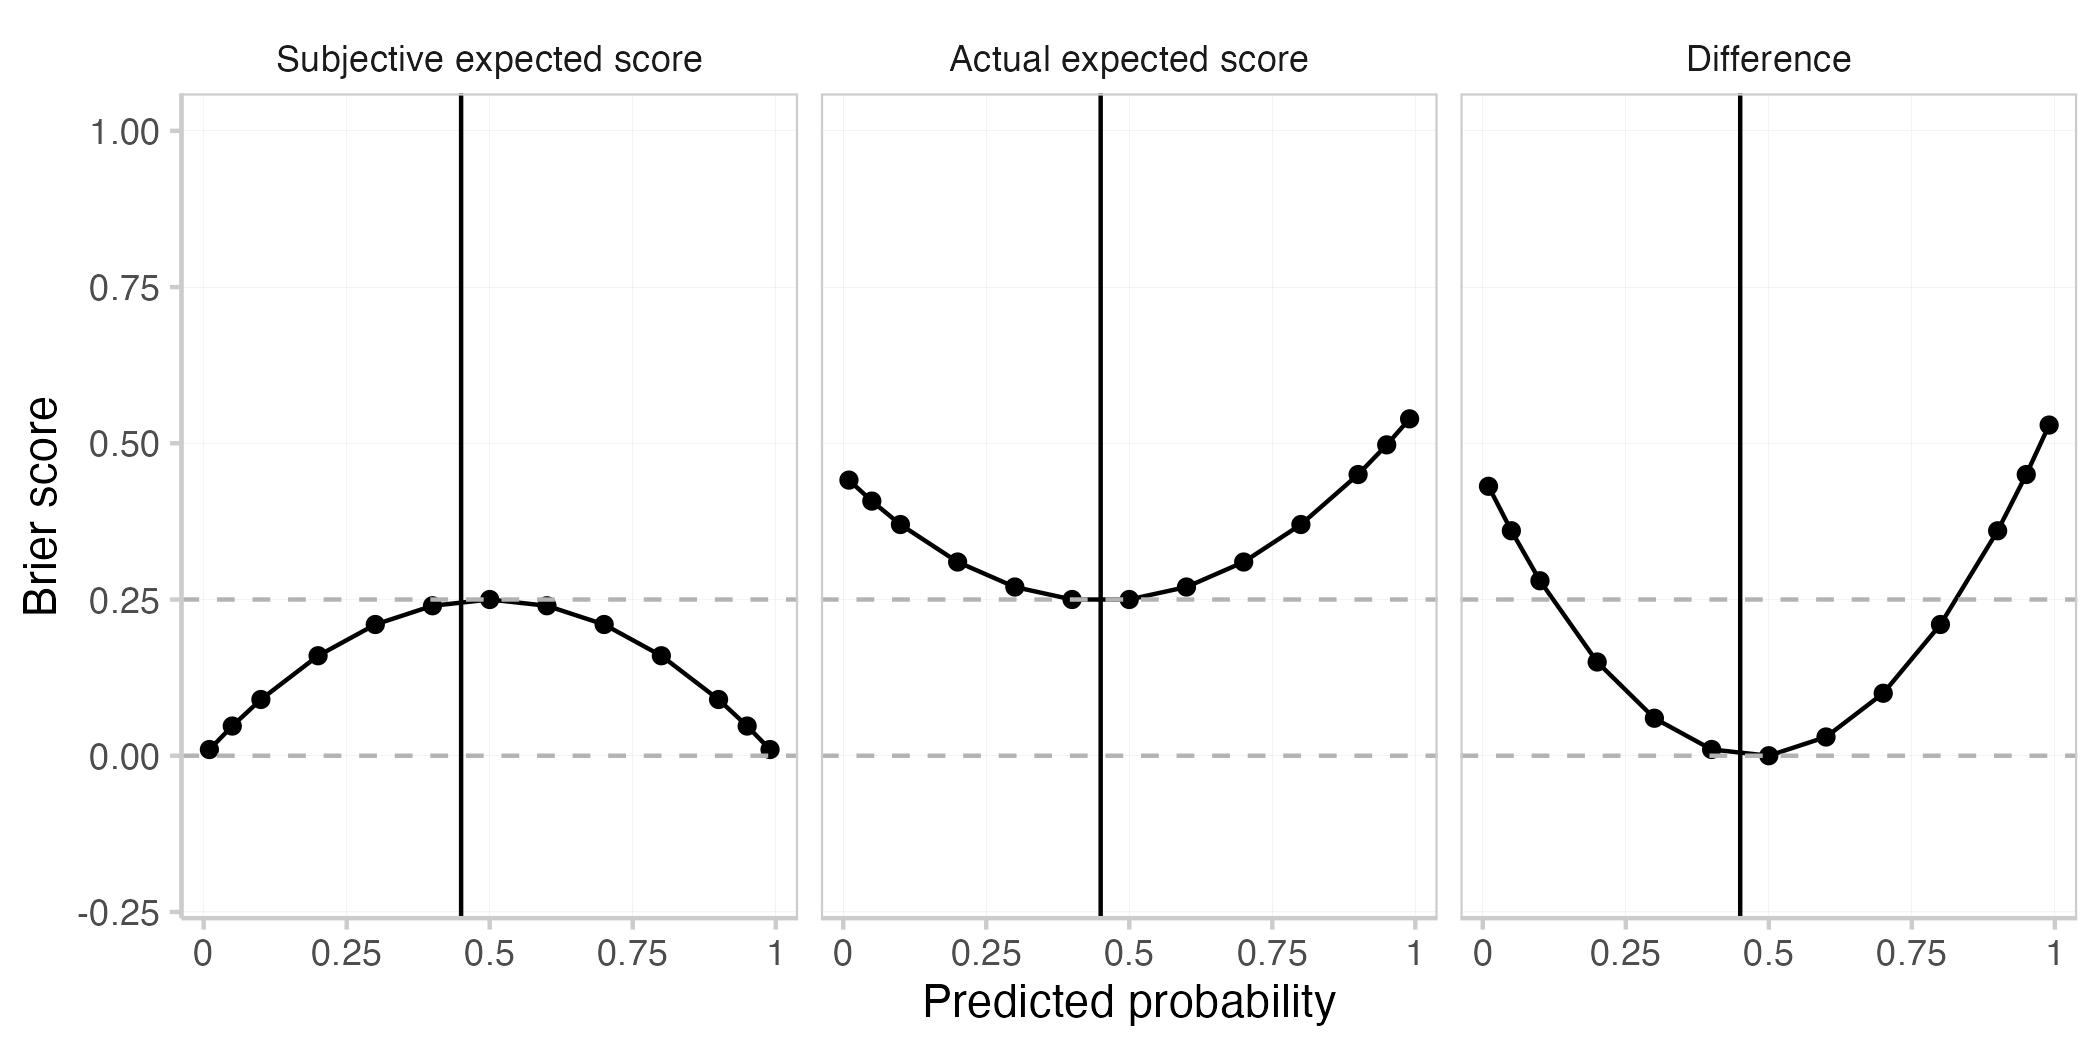 Subjective expected score
Actual expected score
Difference
Brier score
1.00
0.75
0.50
0.25
0.00
-0.25
0 0.25 0.5 0.75 1
0 0.25 0.5 0.75 1
0 0.25 0.5 0.75 1
Predicted probability